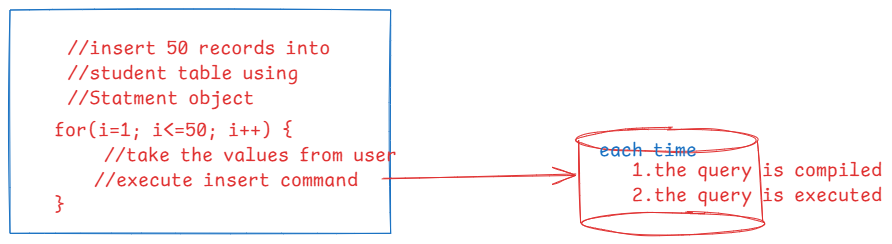 //insert 50 records into
//student table using
//Statment object
for(i=1; i<=50; i++) {
//take the values from user
//execute insert command
}
each time
1.the query is compiled
2.the query is executed